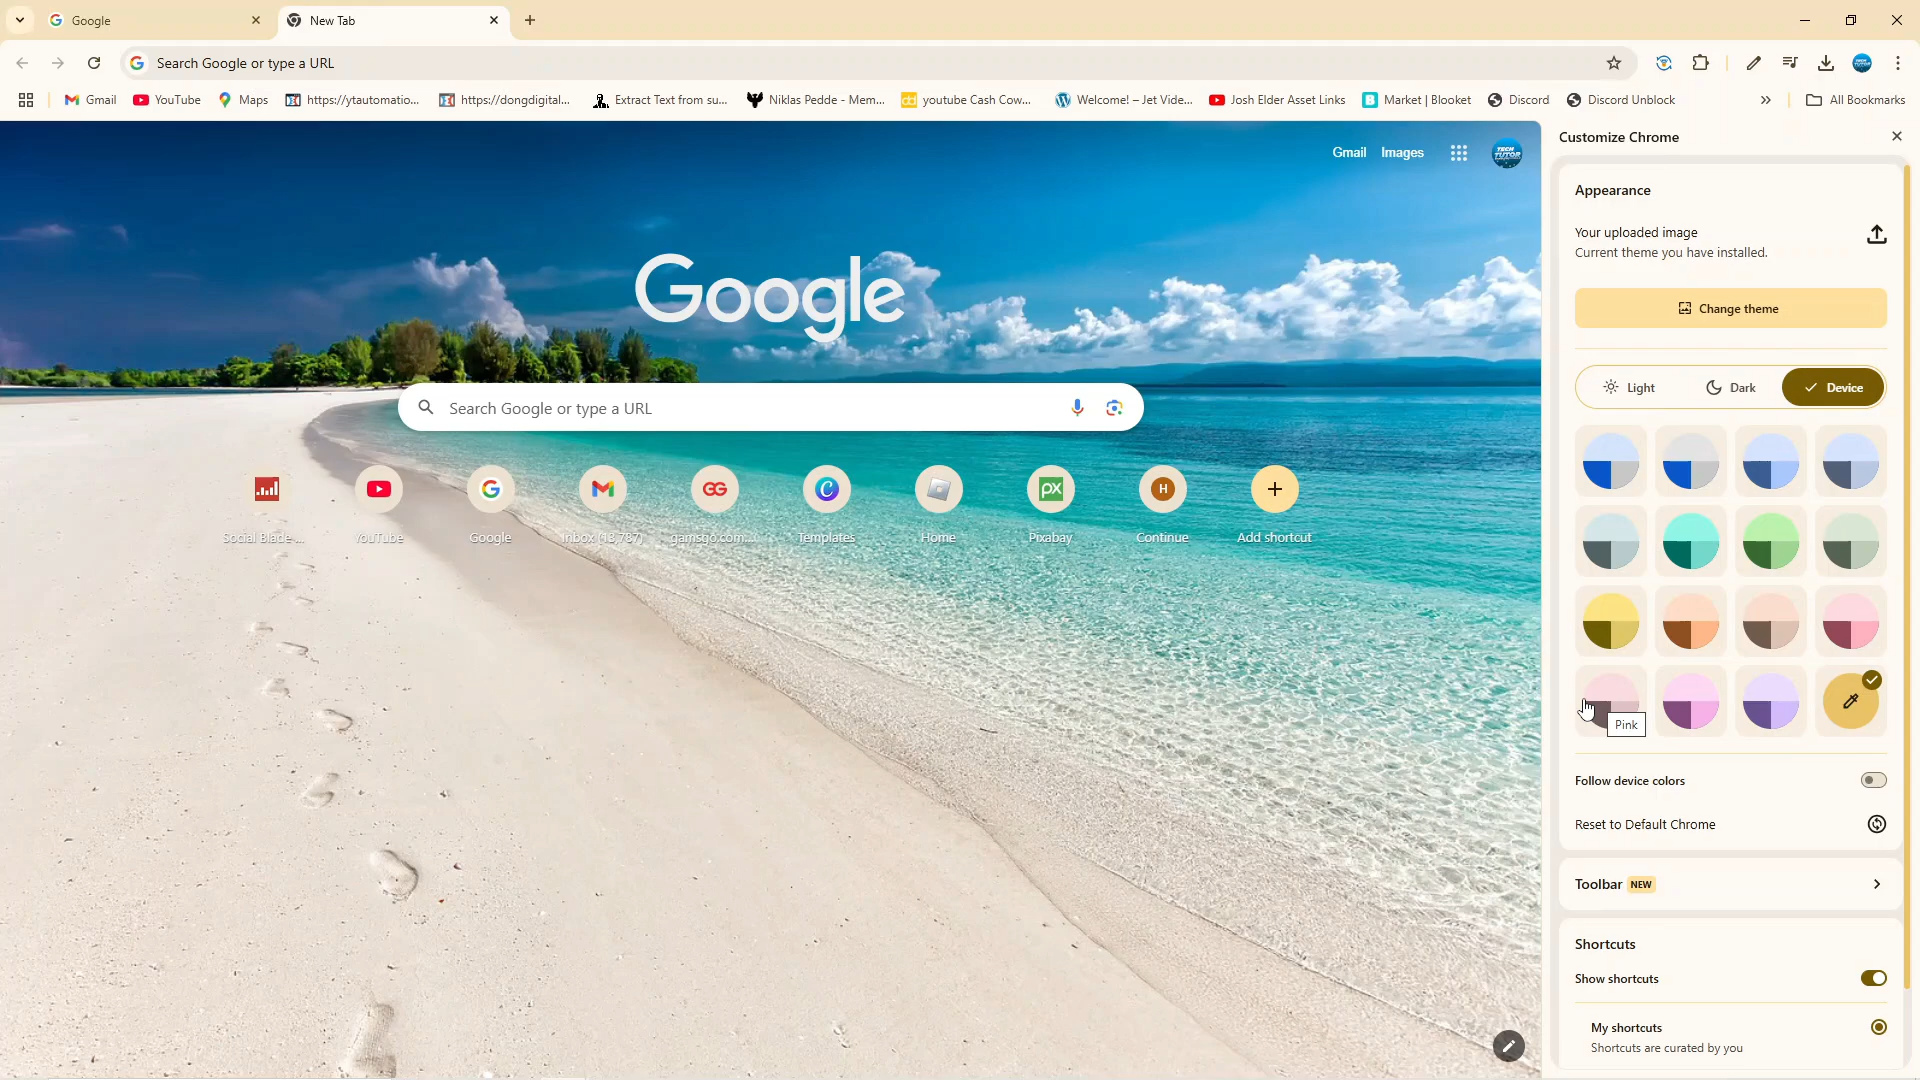 Google
New Tab
Search Google or type a URL
Gmail
YouTube
Maps
https://ytautomatio...
https://dongdigital...
Extract Text from su...
Niklas Pedde - Mem...
youtube Cash Cow...
Welcome! – Jet Vide...
Josh Elder Asset Links
Market | Blooket
Discord
Discord Unblock
All Bookmarks
Gmail
Images
TECH TUTOR
Google
Search Google or type a URL
Social Blade ...
YouTube
Google
Inbox (13,787)
gamsgo.com...
Templates
Home
Pixabay
Continue
Add shortcut
Customize Chrome
Appearance
Your uploaded image
Current theme you have installed.
Change theme
Light
Dark
Device
Pink
Follow device colors
Reset to Default Chrome
Toolbar NEW
Shortcuts
Show shortcuts
My shortcuts
Shortcuts are curated by you